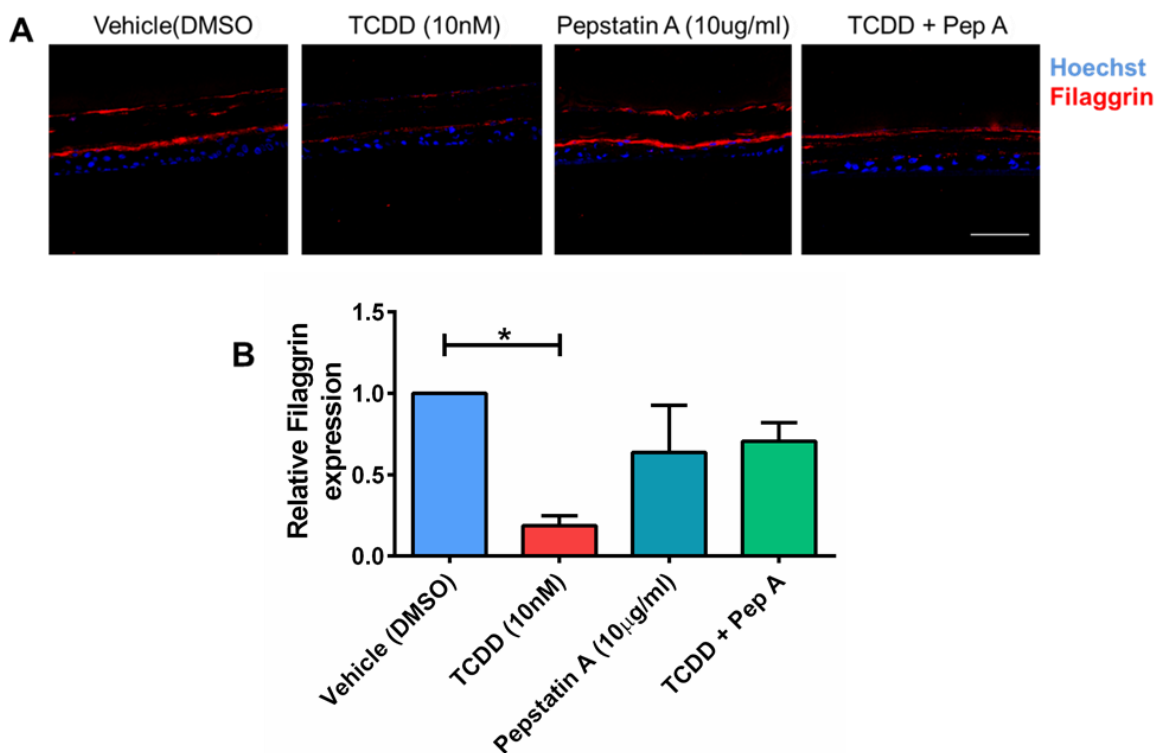 A
Vehicle(DMSO
TCDD (10nM)
Pepstatin A (10ug/ml)
TCDD + Pep A
Hoechst
Filaggrin
B
Relative Filaggrin
expression
1.5
1.0
0.5
0.0
*
Vehicle (DMSO)
TCDD (10nM)
Pepstatin A (10μg/ml)
TCDD + Pep A